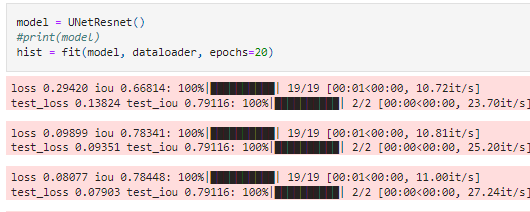 model = UNetResnet()
#print(model)
hist = fit(model, dataloader, epochs=20)
loss 0.29420 iou 0.66814: 100%|██████████| 19/19 [00:01<00:00, 10.72it/s]
test_loss 0.13824 test_iou 0.79116: 100%|██████████| 2/2 [00:00<00:00, 23.70it/s]
loss 0.09899 iou 0.78341: 100%|██████████| 19/19 [00:01<00:00, 10.81it/s]
test_loss 0.09351 test_iou 0.79116: 100%|██████████| 2/2 [00:00<00:00, 25.20it/s]
loss 0.08077 iou 0.78448: 100%|██████████| 19/19 [00:01<00:00, 11.00it/s]
test_loss 0.07903 test_iou 0.79116: 100%|██████████| 2/2 [00:00<00:00, 27.24it/s]